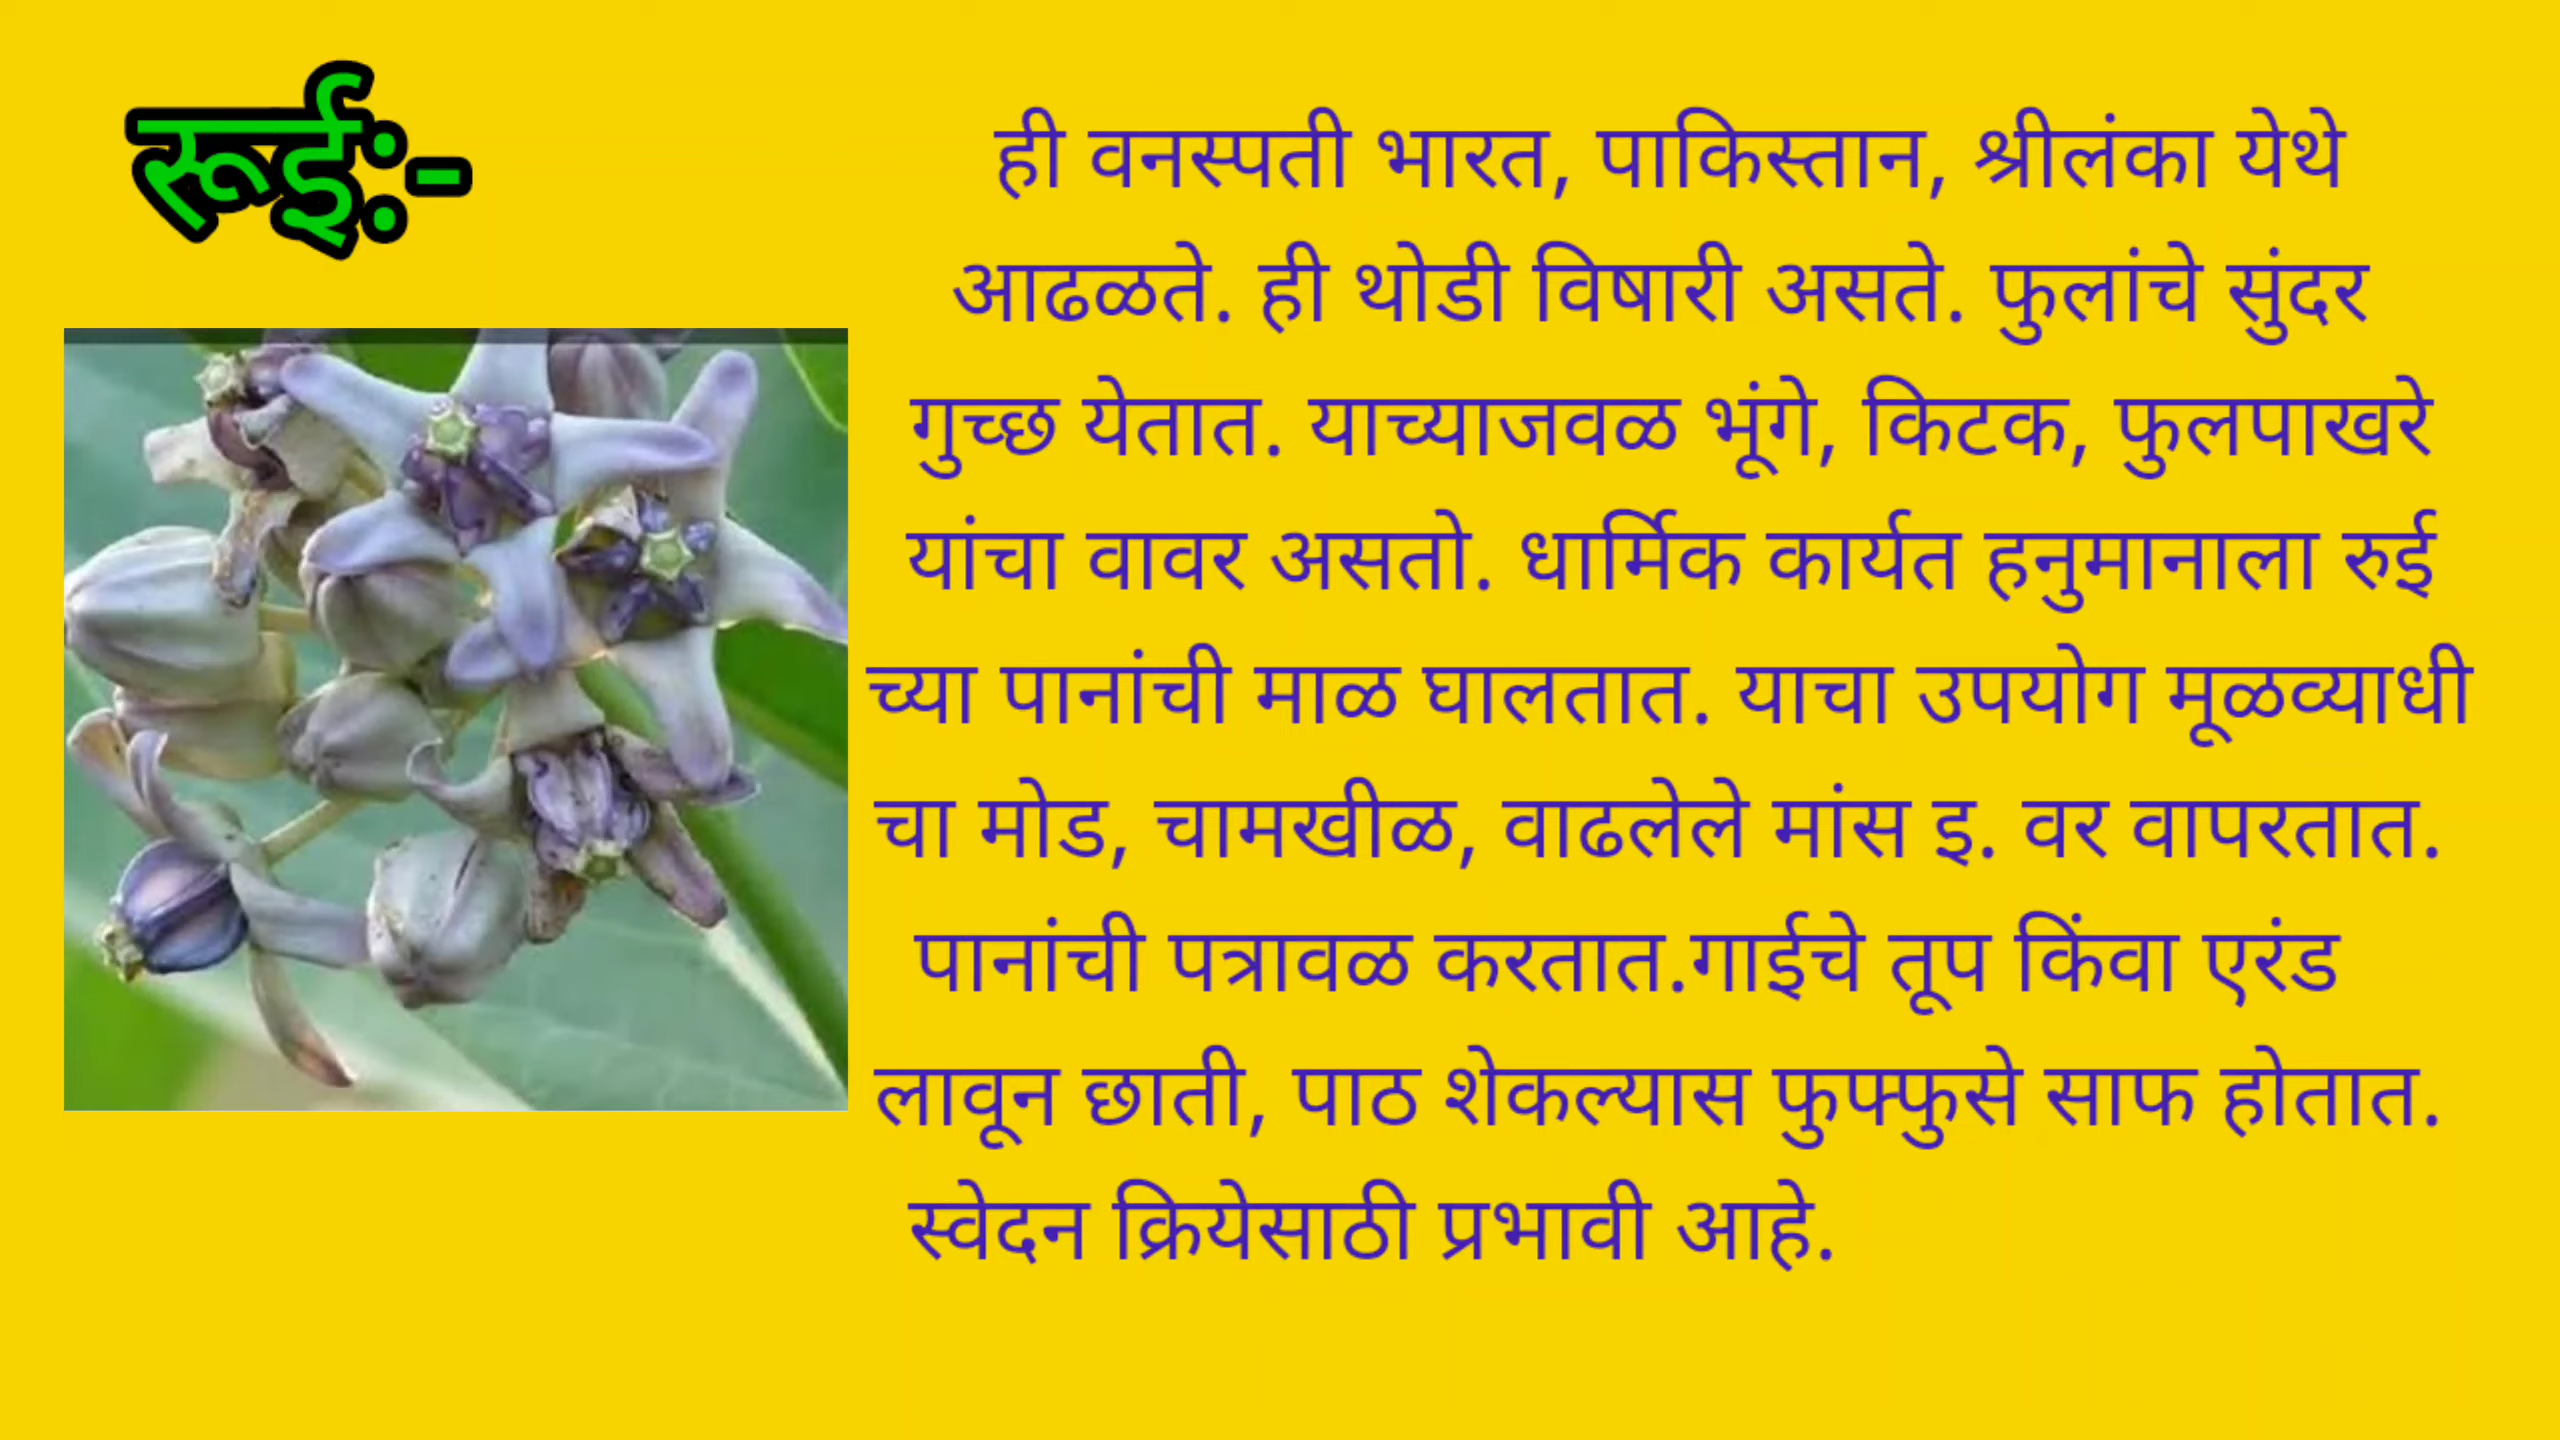 रूई:-
ही वनस्पती भारत, पाकिस्तान, श्रीलंका येथे
आढळते. ही थोडी विषारी असते. फुलांचे सुंदर
गुच्छ येतात. याच्याजवळ भूंगे, किटक, फुलपाखरे
यांचा वावर असतो. धार्मिक कार्यत हनुमानाला रुई
च्या पानांची माळ घालतात. याचा उपयोग मूळव्याधी
चा मोड, चामखीळ, वाढलेले मांस इ. वर वापरतात.
पानांची पत्रावळ करतात.गाईचे तूप किंवा एरंड
लावून छाती, पाठ शेकल्यास फुफ्फुसे साफ होतात.
स्वेदन क्रियेसाठी प्रभावी आहे.